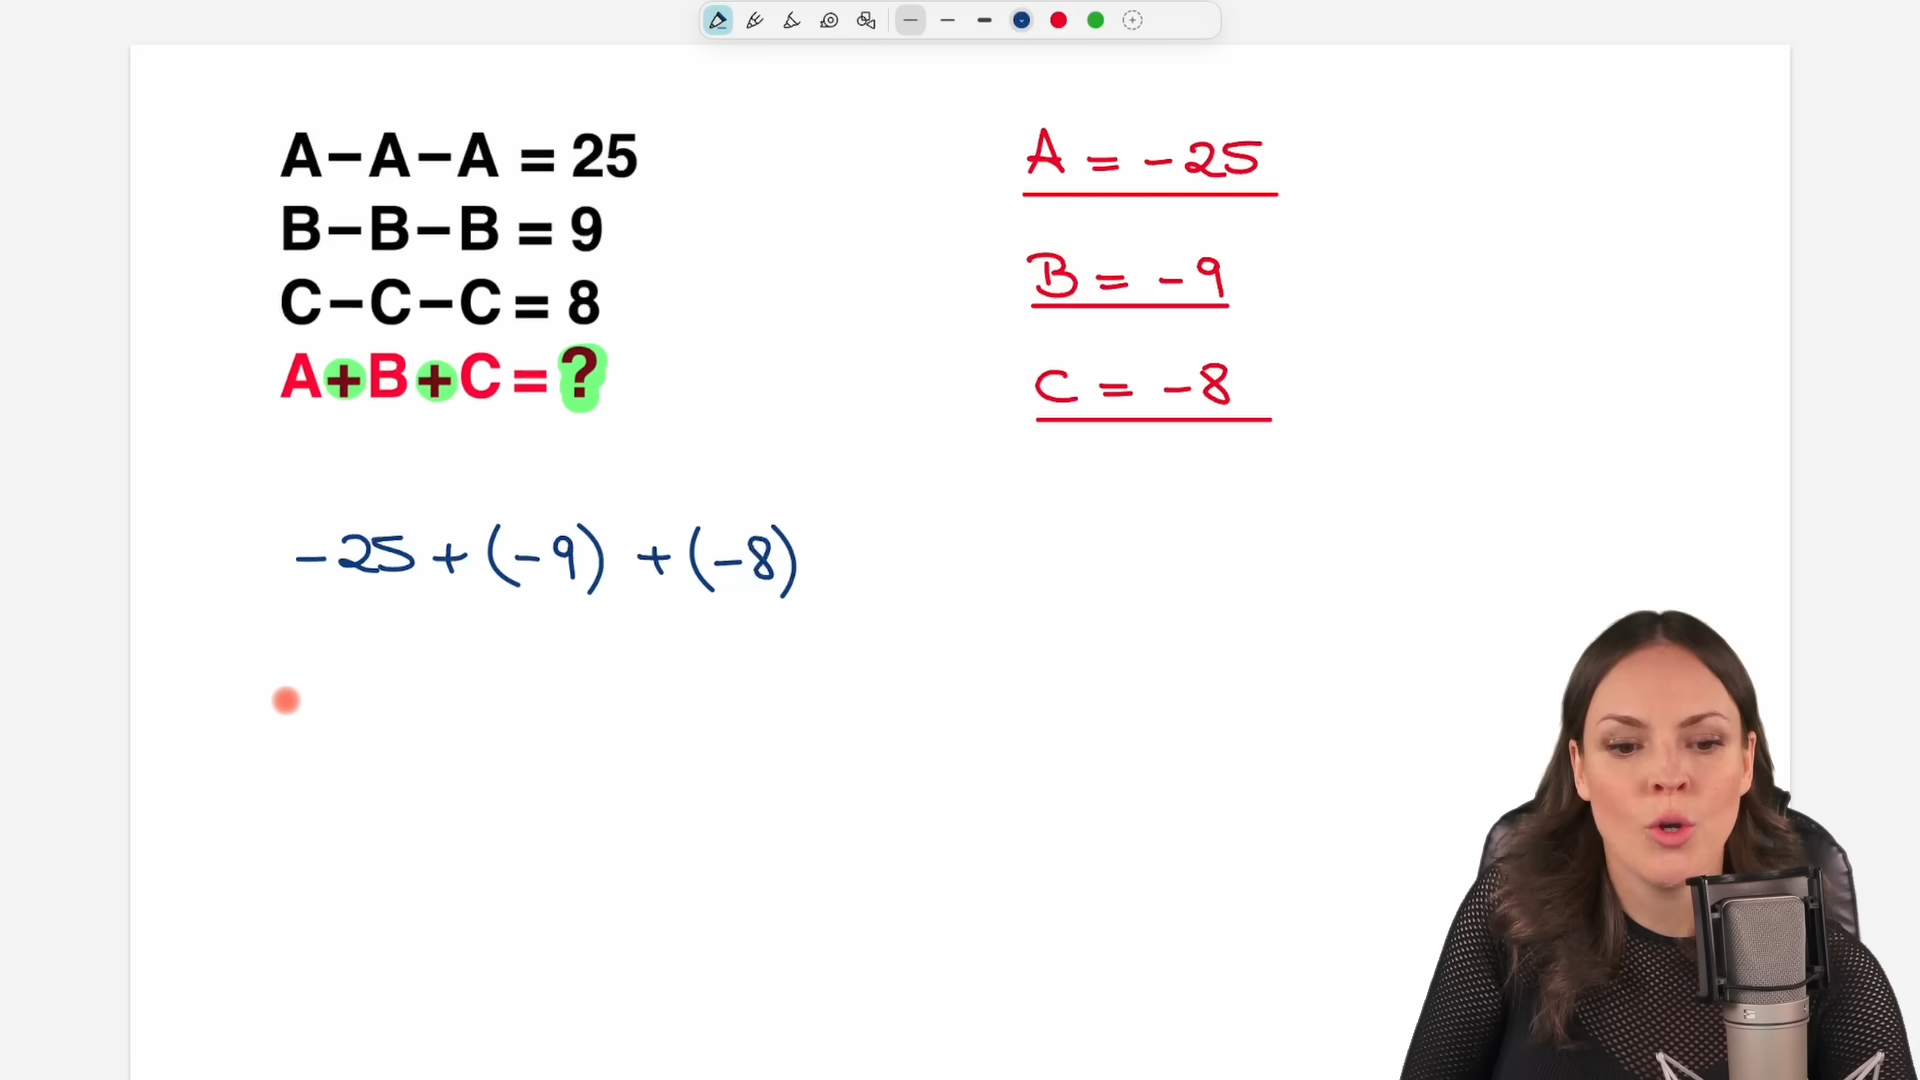 A−A−A = 25
B−B−B = 9
C−C−C = 8
A+B+C = ?
A = -25
B = -9
C = -8
-25 + (-9) + (-8)